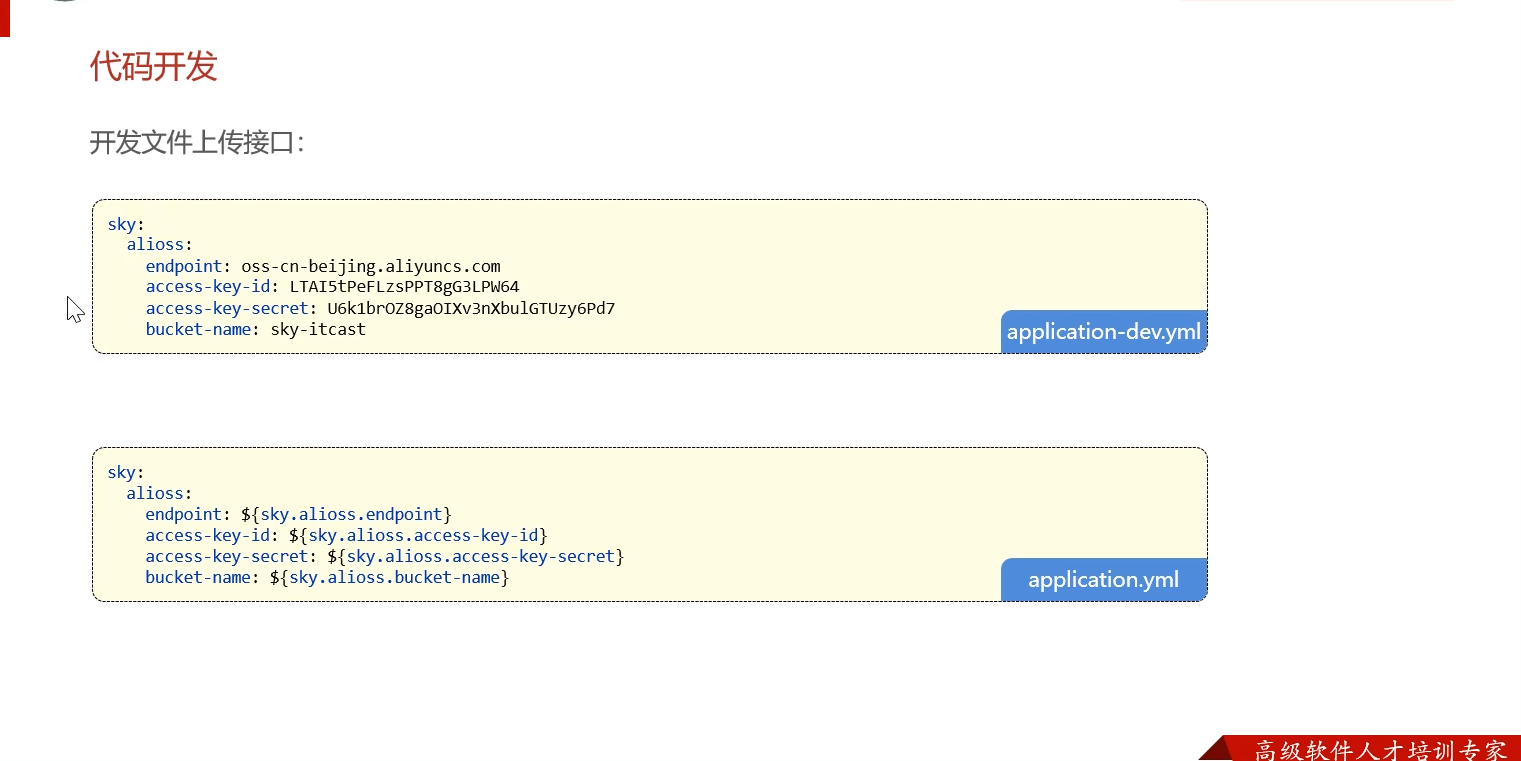 代码开发
开发文件上传接口：
sky:
  alioss:
    endpoint: oss-cn-beijing.aliyuncs.com
    access-key-id: LTAI5tPeFLzsPPT8gG3LPW64
    access-key-secret: U6k1brOZ8gaOIXv3nXbulGTUzy6Pd7
    bucket-name: sky-itcast
application-dev.yml
sky:
  alioss:
    endpoint: ${sky.alioss.endpoint}
    access-key-id: ${sky.alioss.access-key-id}
    access-key-secret: ${sky.alioss.access-key-secret}
    bucket-name: ${sky.alioss.bucket-name}
application.yml
高级软件人才培训专家